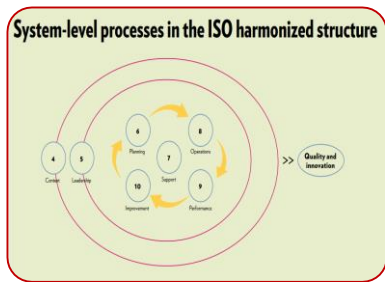 System-level processes in the ISO harmonized structure
6
Planning
8
Operations
4
Context
5
Leadership
7
Support
>>
Quality and
innovation
10
Improvement
9
Performance